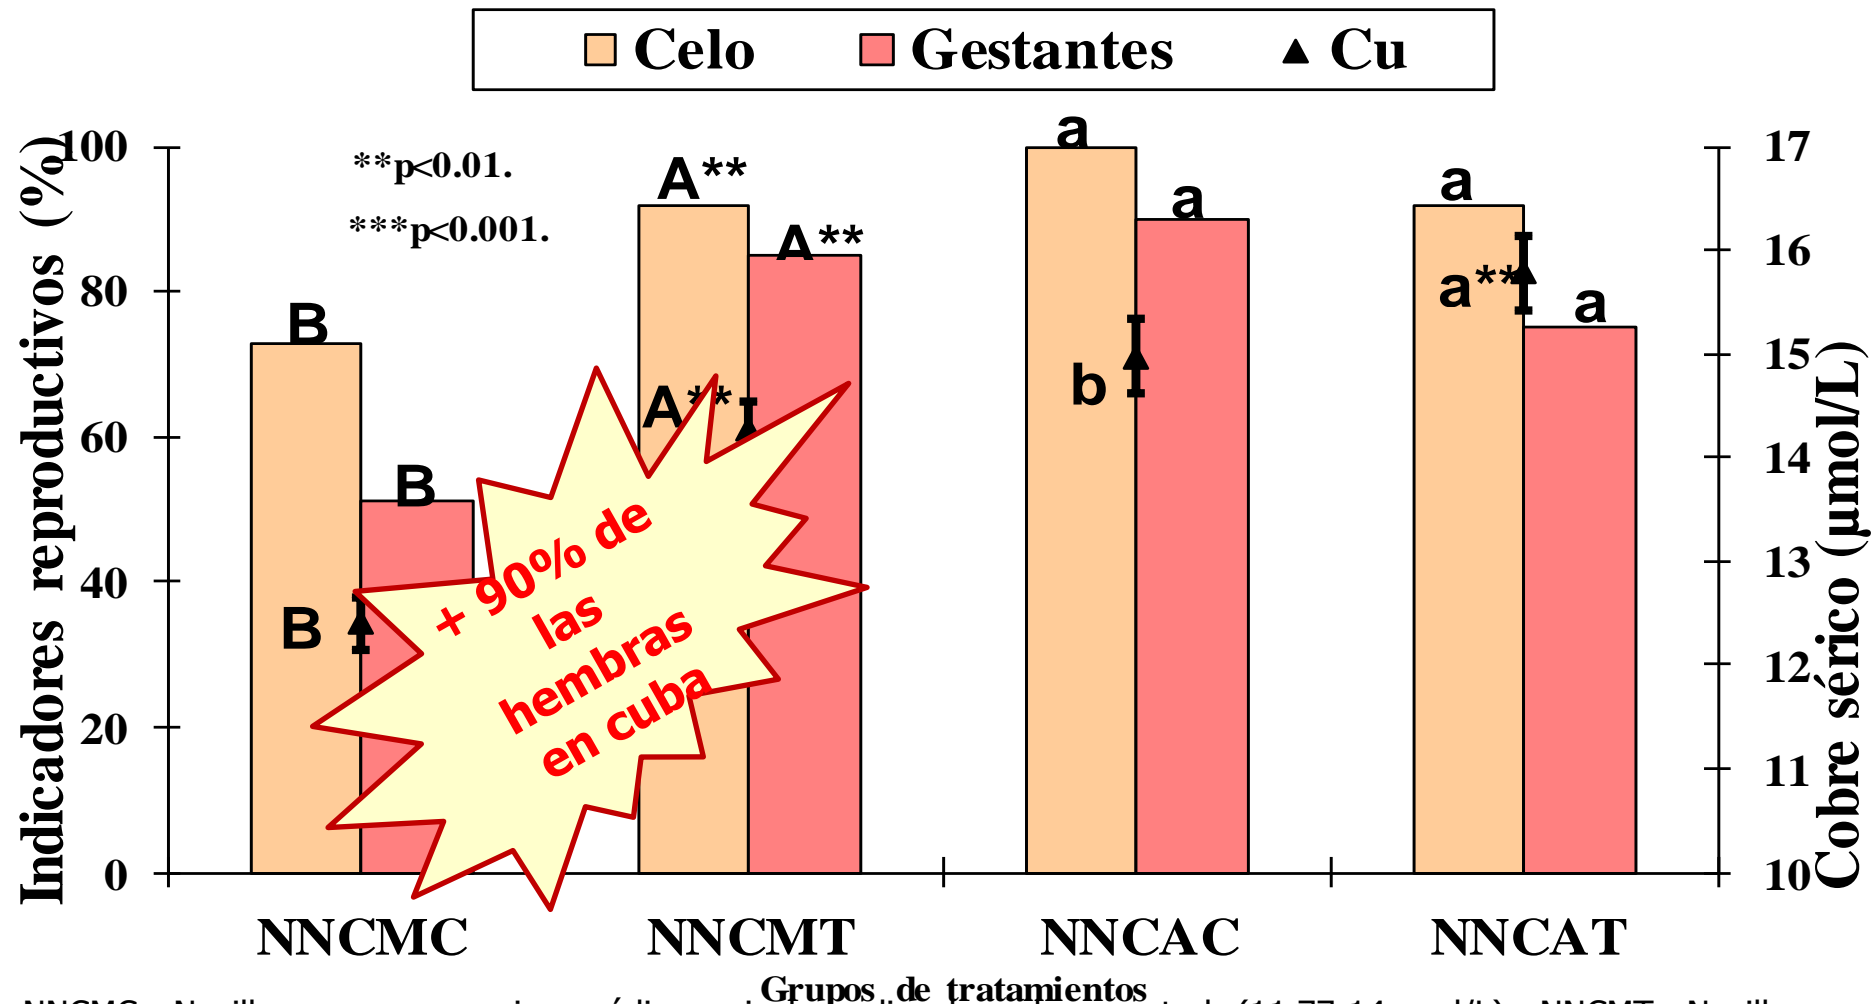 Celo Gestantes Cu
Indicadores reproductivos (%)
100
80
60
40
20
0
**p<0.01.
***p<0.001.
B
B
B
A**
A**
A**
a
a
b
a
a**
a
+ 90% de
las
hembras
en cuba
17
16
15
14
13
12
11
10
Cobre sérico (µmol/L)
NNCMC NNCMT NNCAC NNCAT
Grupos de tratamientos